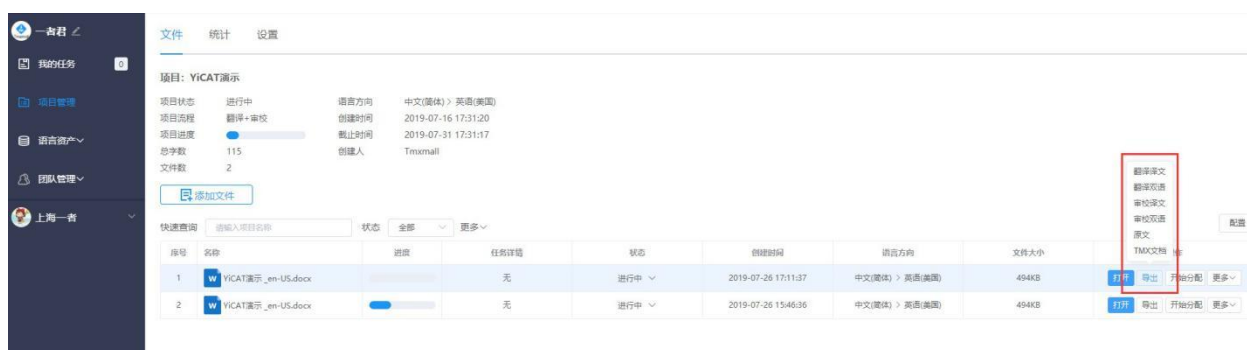 一者君
我的任务 0
项目管理
语言资产
团队管理
上海一者
文件 统计 设置
项目：YiCAT演示
项目状态 进行中 语言方向 中文(简体) > 英语(美国)
项目流程 翻译+审校 创建时间 2019-07-16 17:31:20
项目进度 截止时间 2019-07-31 17:31:17
总字数 115 创建人 Tmxmall
文件数 2
添加文件
翻译译文
翻译双语
审校译文
审校双语
原文
TMX文档
快速查询 请输入项目名称 状态 全部 更多 配置
序号 名称 进度 任务详情 状态 创建时间 语言方向 文件大小
1 YiCAT演示_en-US.docx 无 进行中 2019-07-26 17:11:37 中文(简体) > 英语(美国) 494KB 打开 导出 开始分配 更多
2 YiCAT演示_en-US.docx 无 进行中 2019-07-26 15:46:36 中文(简体) > 英语(美国) 494KB 打开 导出 开始分配 更多